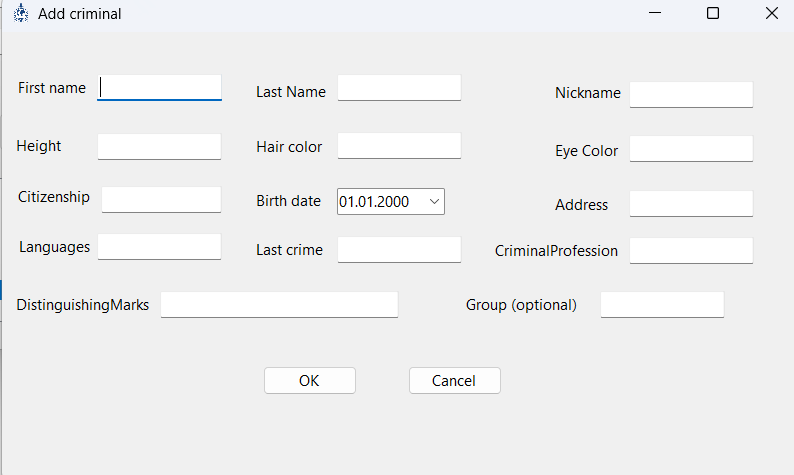 Add criminal
First name
Last Name
Nickname
Height
Hair color
Eye Color
Citizenship
Birth date
01.01.2000
Address
Languages
Last crime
CriminalProfession
DistinguishingMarks
Group (optional)
OK
Cancel